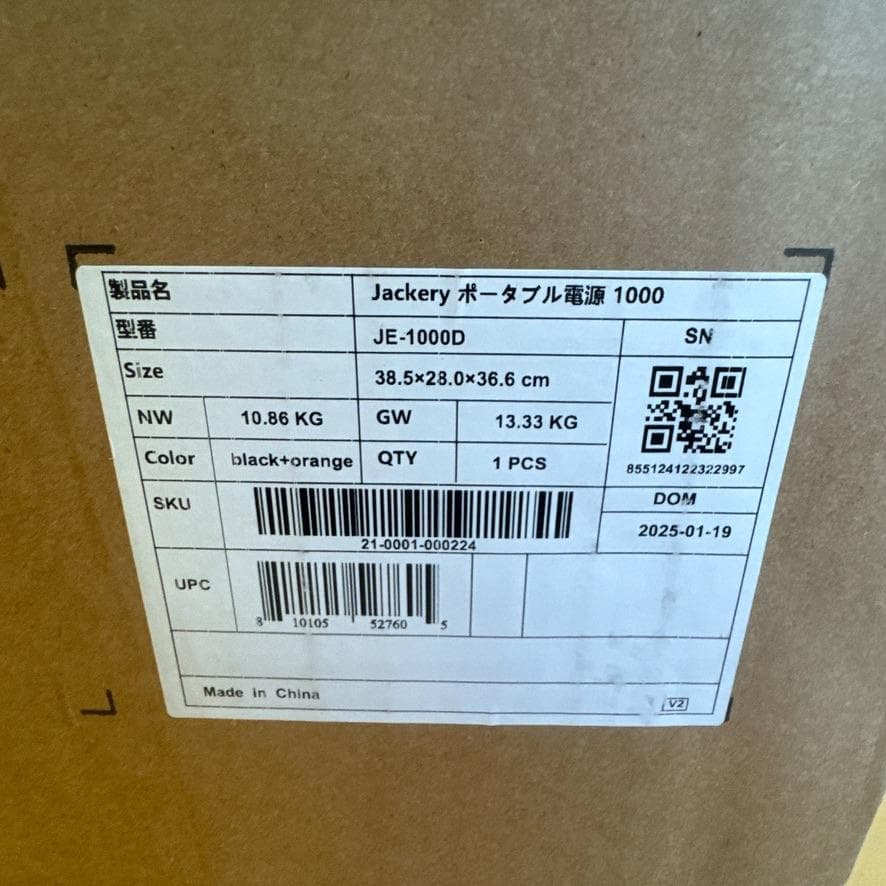 製品名 Jackery ポータブル電源 1000
型番 JE-1000D SN
Size 38.5×28.0×36.6 cm
NW 10.86 KG GW 13.33 KG
855124122322997
Color black+orange QTY 1 PCS
SKU 21-0001-000224
DOM
2025-01-19
UPC 8 10105 52760 5
Made in China
V2